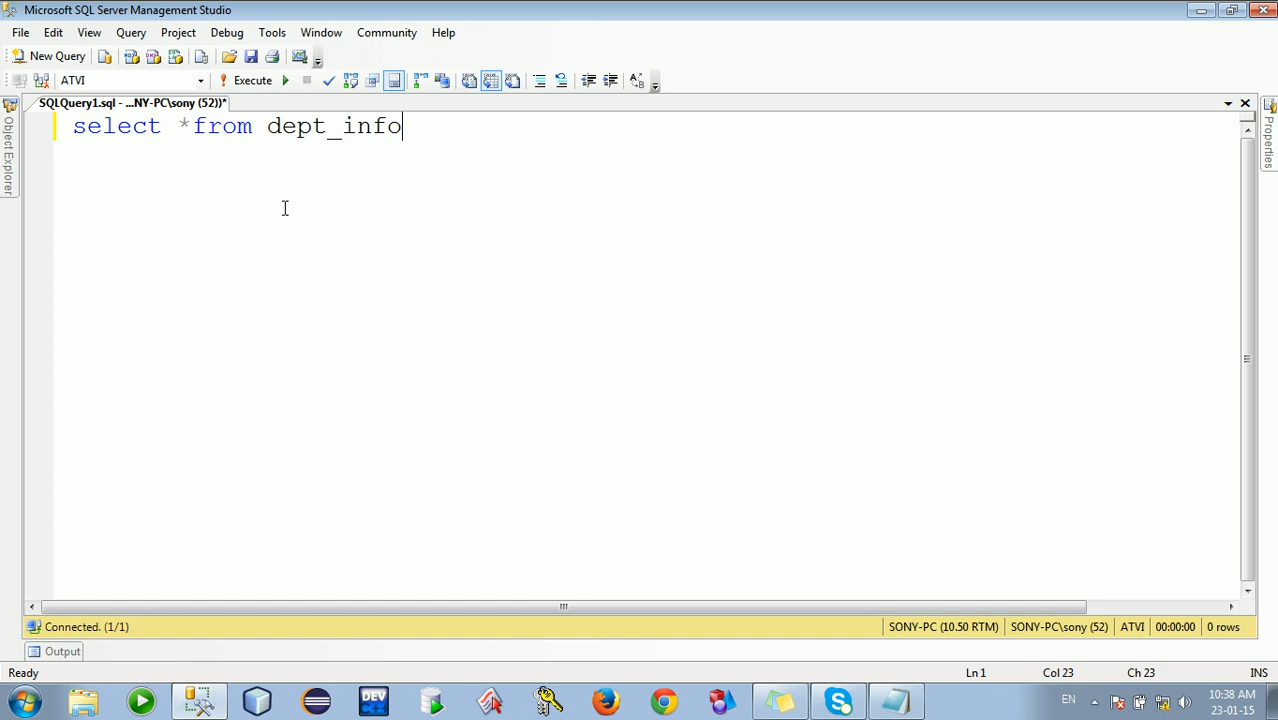 Microsoft SQL Server Management Studio
File Edit View Query Project Debug Tools Window Community Help
New Query
ATVI Execute
SQLQuery1.sql - ...NY-PC\sony (52))*
select *from dept_info
Object Explorer
Properties
Connected. (1/1) SONY-PC (10.50 RTM) SONY-PC\sony (52) ATVI 00:00:00 0 rows
Output
Ready Ln 1 Col 23 Ch 23 INS
DEV
EN 10:38 AM
23-01-15